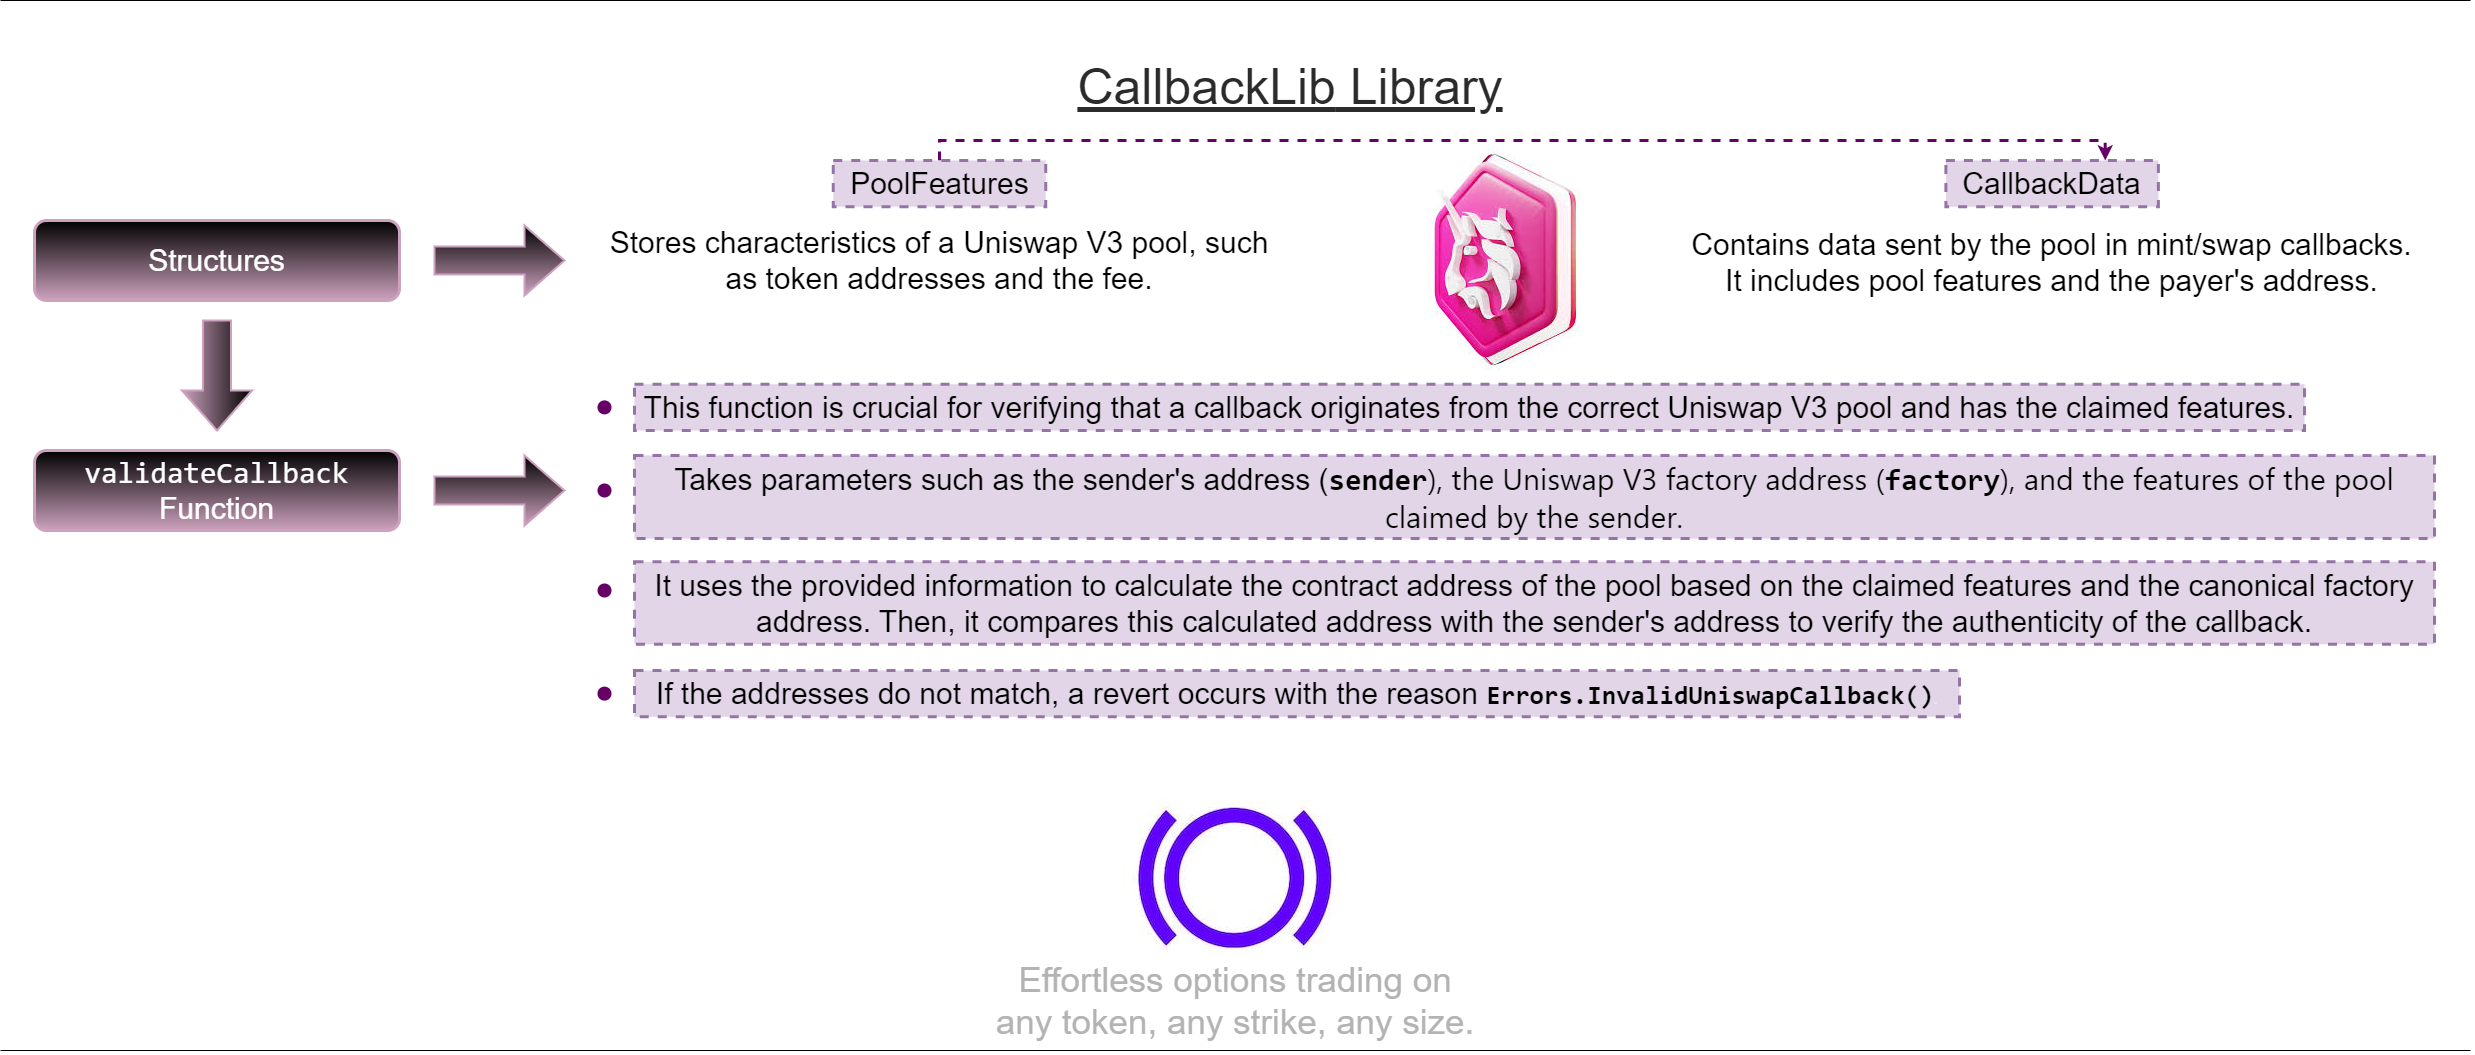 CallbackLib Library
PoolFeatures
CallbackData
Structures
Stores characteristics of a Uniswap V3 pool, such
as token addresses and the fee.
Contains data sent by the pool in mint/swap callbacks.
It includes pool features and the payer's address.
validateCallback
Function
This function is crucial for verifying that a callback originates from the correct Uniswap V3 pool and has the claimed features.
Takes parameters such as the sender's address (sender), the Uniswap V3 factory address (factory), and the features of the pool
claimed by the sender.
It uses the provided information to calculate the contract address of the pool based on the claimed features and the canonical factory
address. Then, it compares this calculated address with the sender's address to verify the authenticity of the callback.
If the addresses do not match, a revert occurs with the reason Errors.InvalidUniswapCallback()
Effortless options trading on
any token, any strike, any size.